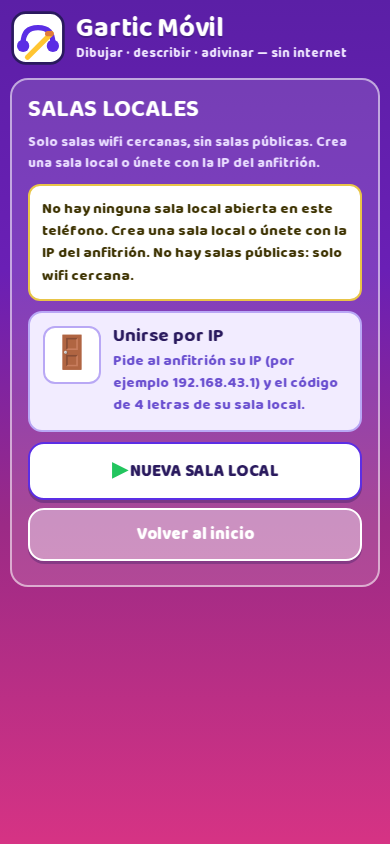 Gartic Móvil
Dibujar · describir · adivinar — sin internet
SALAS LOCALES
Solo salas wifi cercanas, sin salas públicas. Crea
una sala local o únete con la IP del anfitrión.
No hay ninguna sala local abierta en este
teléfono. Crea una sala local o únete con la
IP del anfitrión. No hay salas públicas: solo
wifi cercana.
Unirse por IP
Pide al anfitrión su IP (por
ejemplo 192.168.43.1) y el código
de 4 letras de su sala local.
NUEVA SALA LOCAL
Volver al inicio